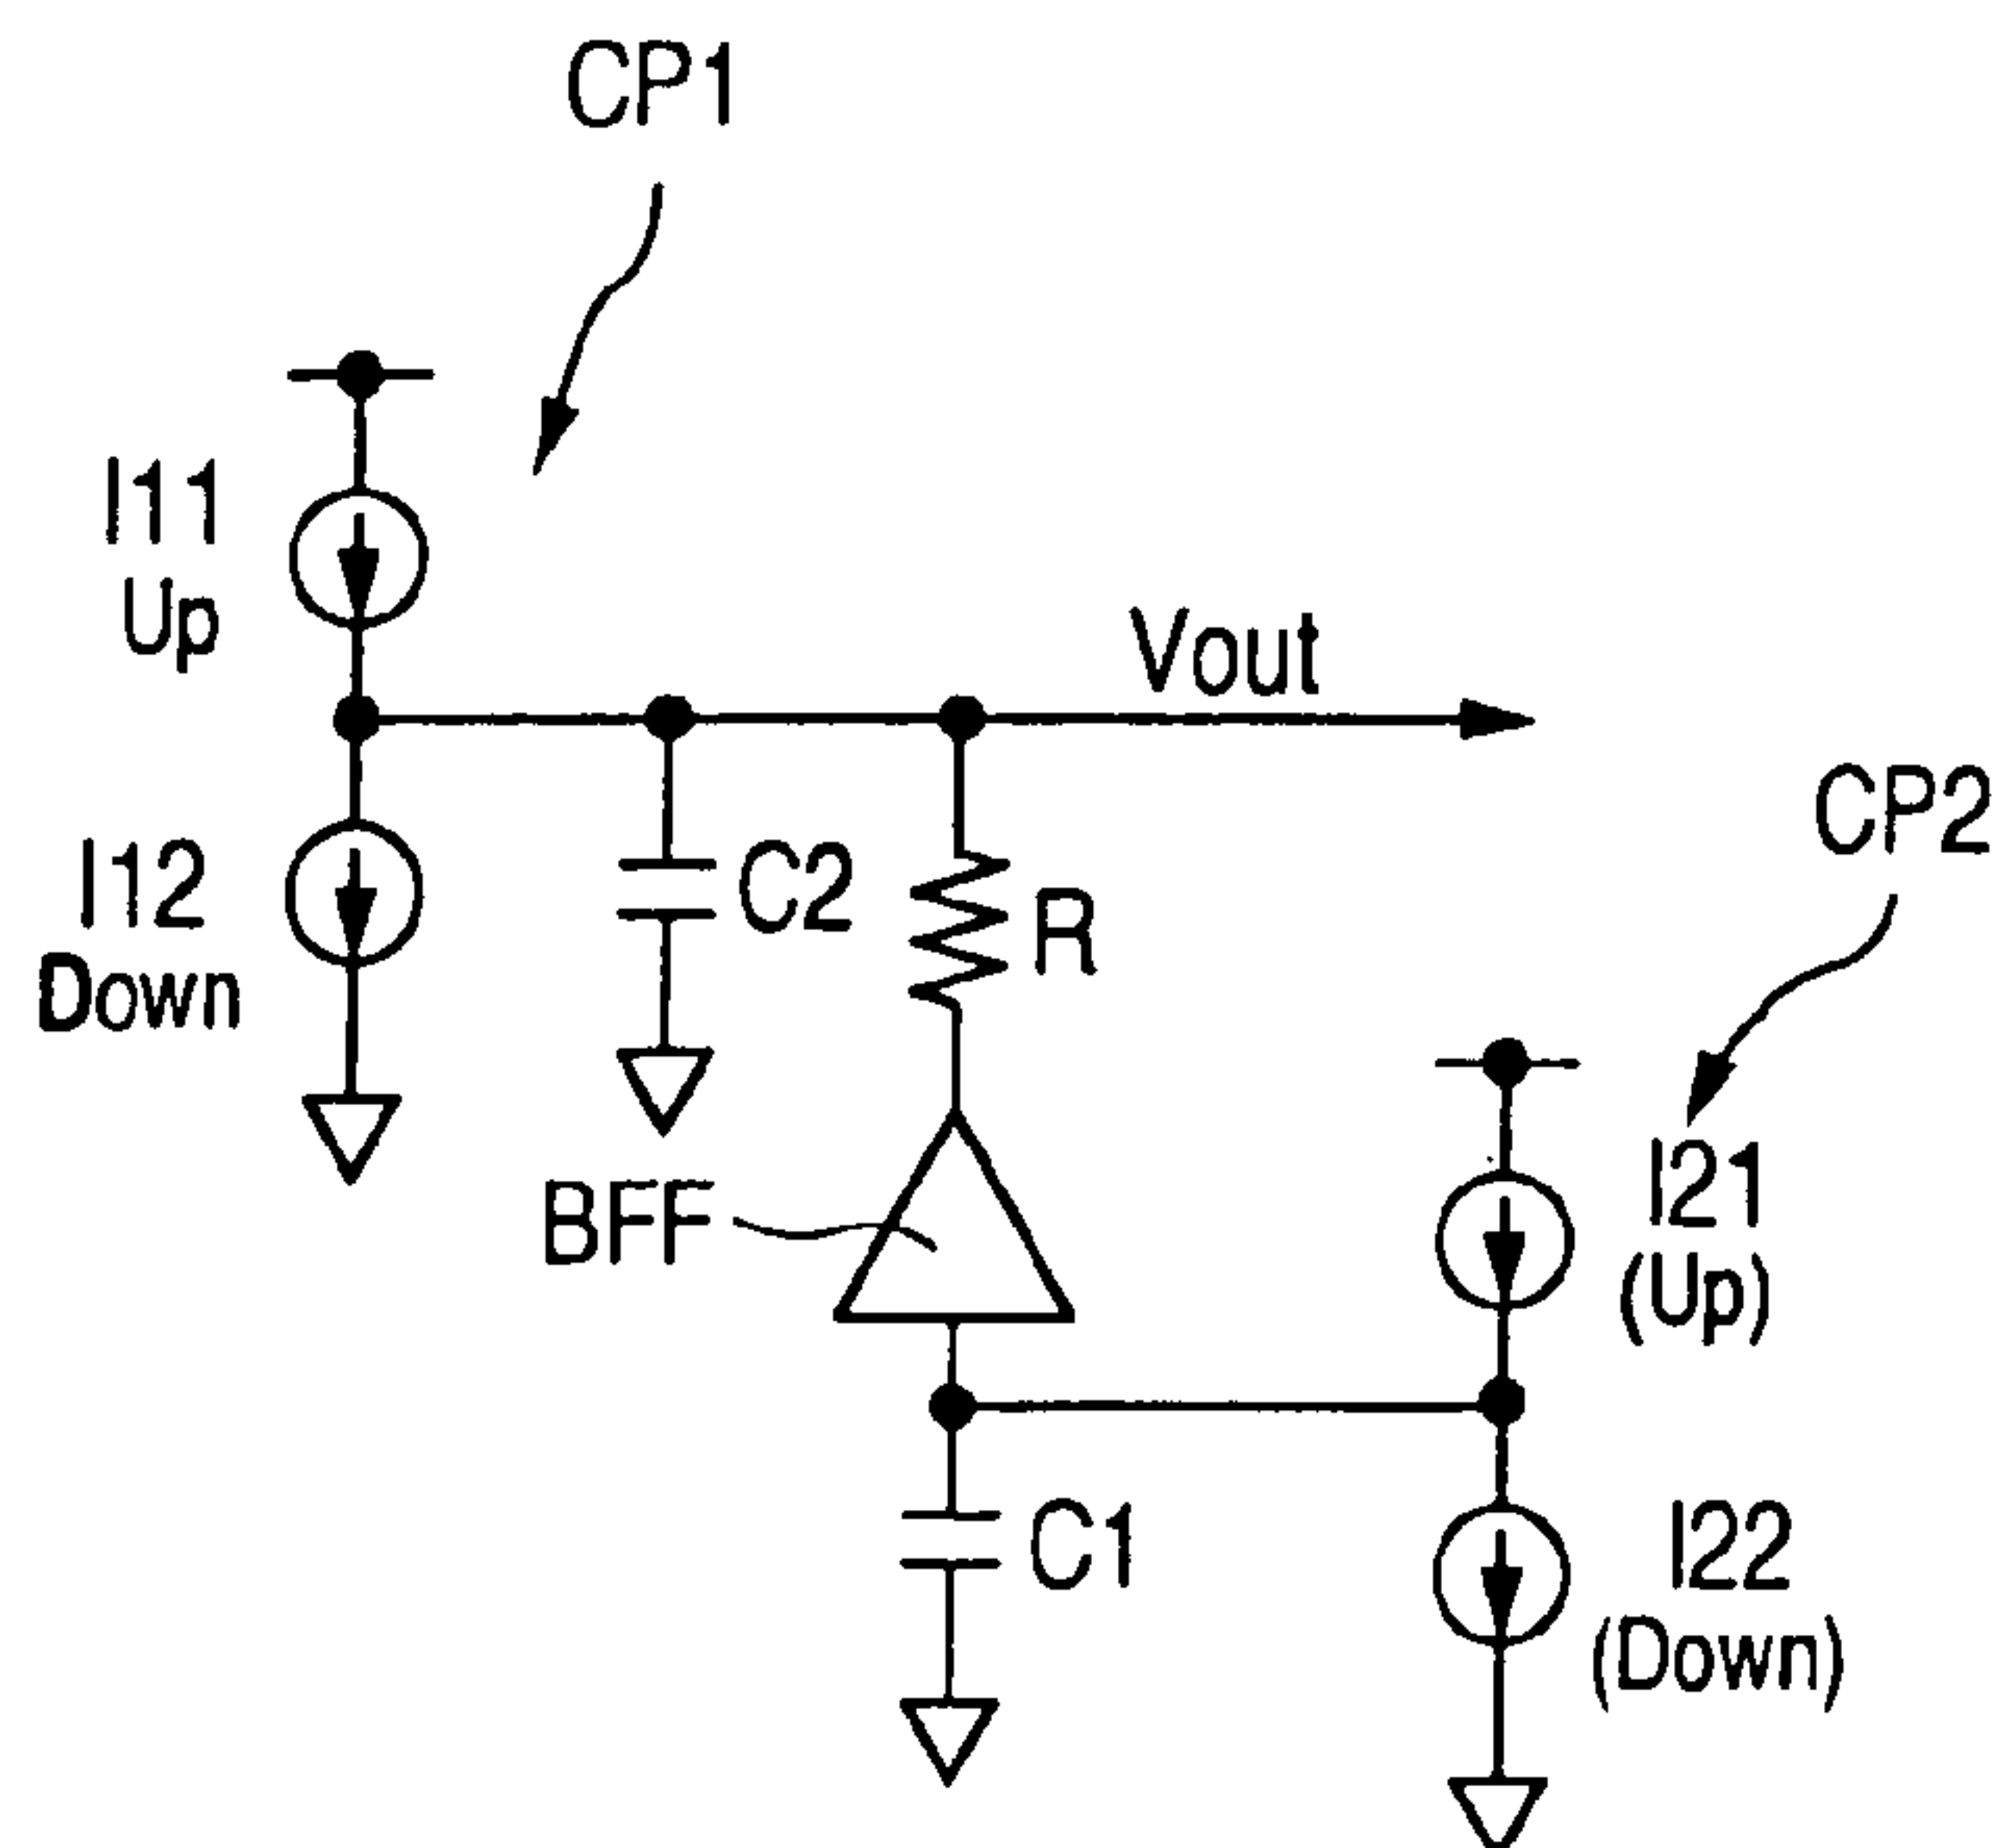 CP1
I11
Up
Vout
CP2
I12
Down
C2
R
BFF
I21
(Up)
C1
I22
(Down)